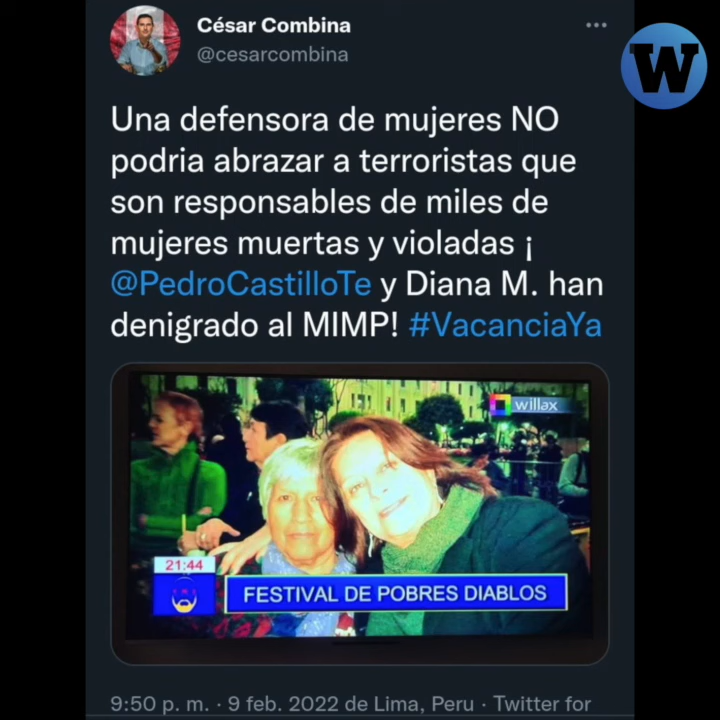 César Combina
@cesarcombina
W
Una defensora de mujeres NO
podria abrazar a terroristas que
son responsables de miles de
mujeres muertas y violadas ¡
@PedroCastilloTe y Diana M. han
denigrado al MIMP! #VacanciaYa
willax
21:44
FESTIVAL DE POBRES DIABLOS
9:50 p. m. · 9 feb. 2022 de Lima, Peru · Twitter for